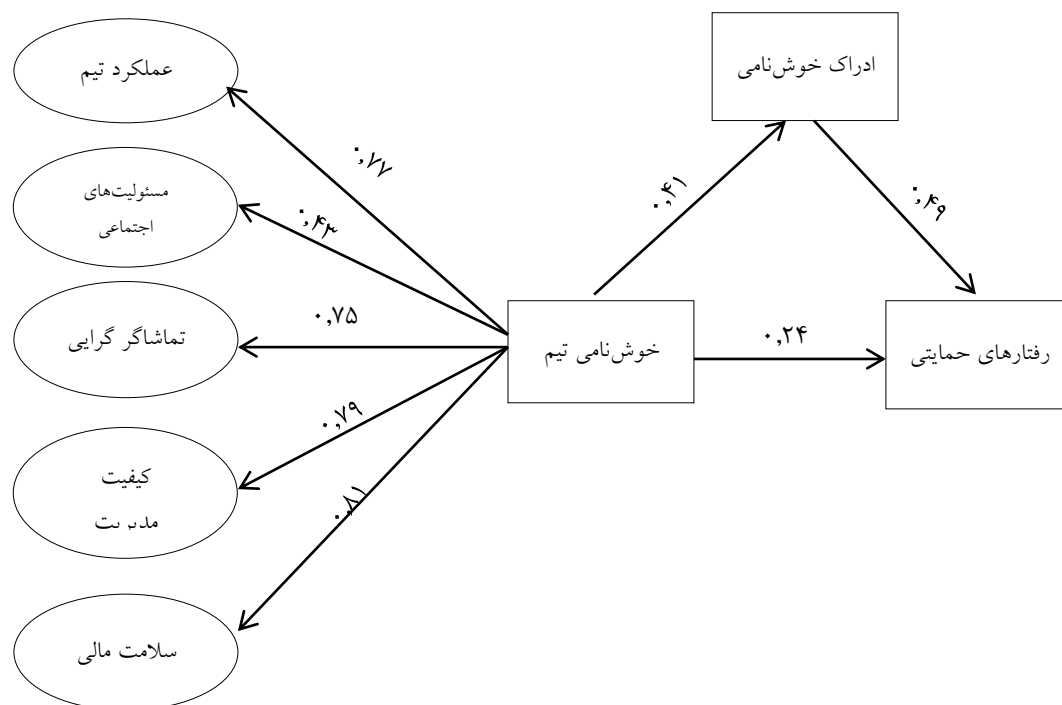 عملکرد تیم
ادراک خوش‌نامی
۰,۷۷
مسئولیت‌های
اجتماعی
۰,۴۳
۰,۴۱
۰,۴۹
تماشاگر گرایی
۰,۷۵
خوش‌نامی تیم
۰,۲۴
رفتارهای حمایتی
کیفیت
مدیریت
۰,۷۹
۰,۸۱
سلامت مالی